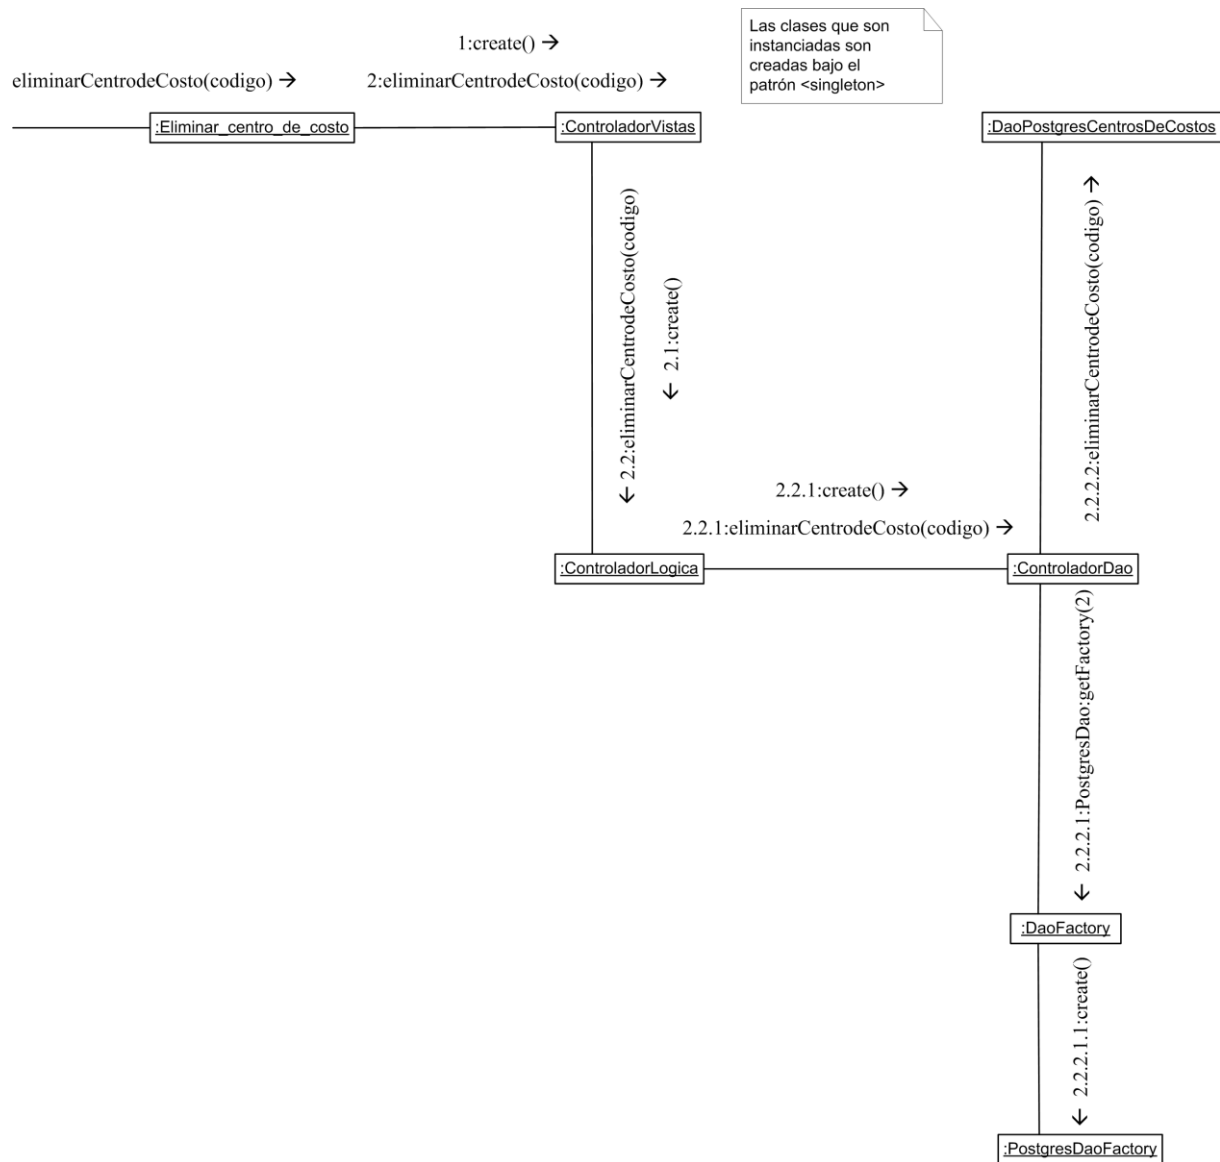 Las clases que son
instanciadas son
creadas bajo el
patrón <singleton>
1:create() →
eliminarCentrodeCosto(codigo) →
2:eliminarCentrodeCosto(codigo) →
:Eliminar_centro_de_costo
:ControladorVistas
:DaoPostgresCentrosDeCostos
← 2.2:eliminarCentrodeCosto(codigo)
← 2.1:create()
2.2.2.2:eliminarCentrodeCosto(codigo) →
2.2.1:create() →
2.2.1:eliminarCentrodeCosto(codigo) →
:ControladorLogica
:ControladorDao
← 2.2.2.1:PostgresDao:getFactory(2)
:DaoFactory
← 2.2.2.1.1:create()
:PostgresDaoFactory